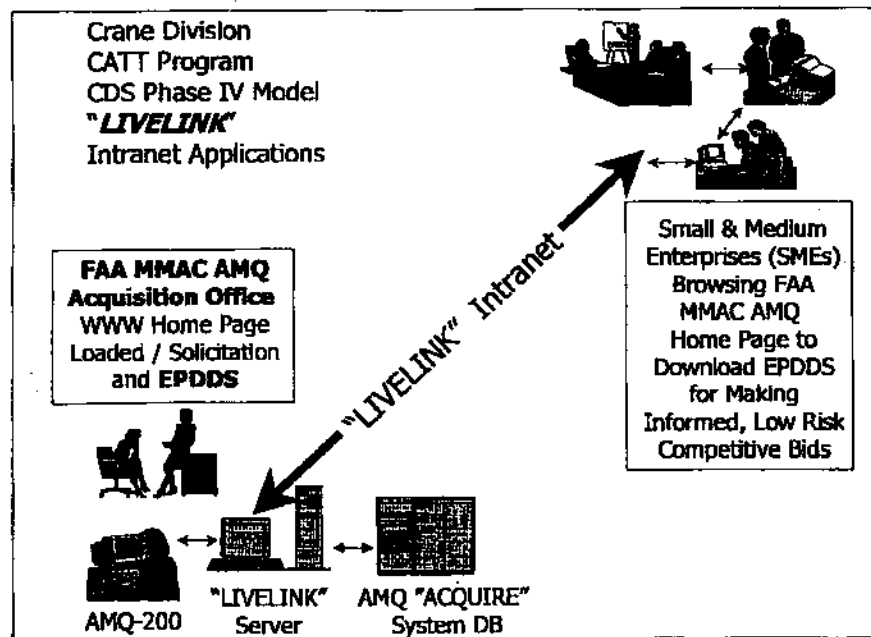 Crane Division
CATT Program
CDS Phase IV Model
"LIVELINK"
Intranet Applications
FAA MMAC AMQ
Acquisition Office
WWW Home Page
Loaded / Solicitation
and EPDDS
"LIVELINK" Intranet
Small & Medium
Enterprises (SMEs)
Browsing FAA
MMAC AMQ
Home Page to
Download EPDDS
for Making
Informed, Low Risk
Competitive Bids
AMQ-200
"LIVELINK"
Server
AMQ "ACQUIRE"
System DB